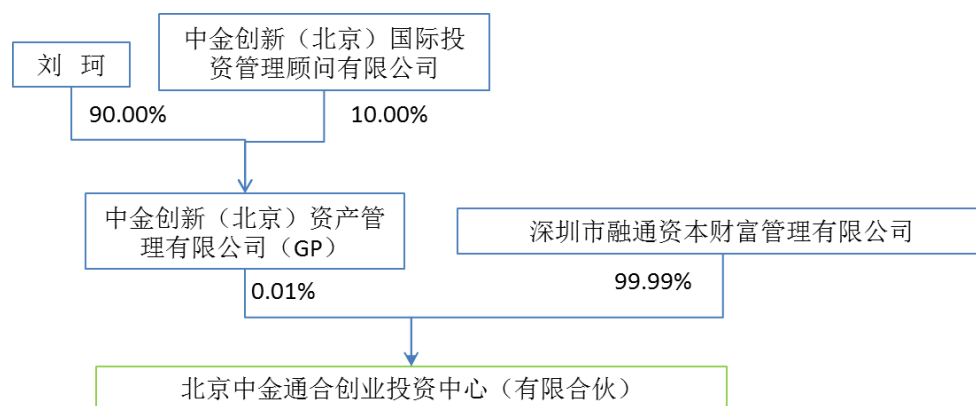 中金创新（北京）国际投
资管理顾问有限公司
刘 珂
90.00%
10.00%
中金创新（北京）资产管
理有限公司（GP）
深圳市融通资本财富管理有限公司
0.01%
99.99%
北京中金通合创业投资中心（有限合伙）